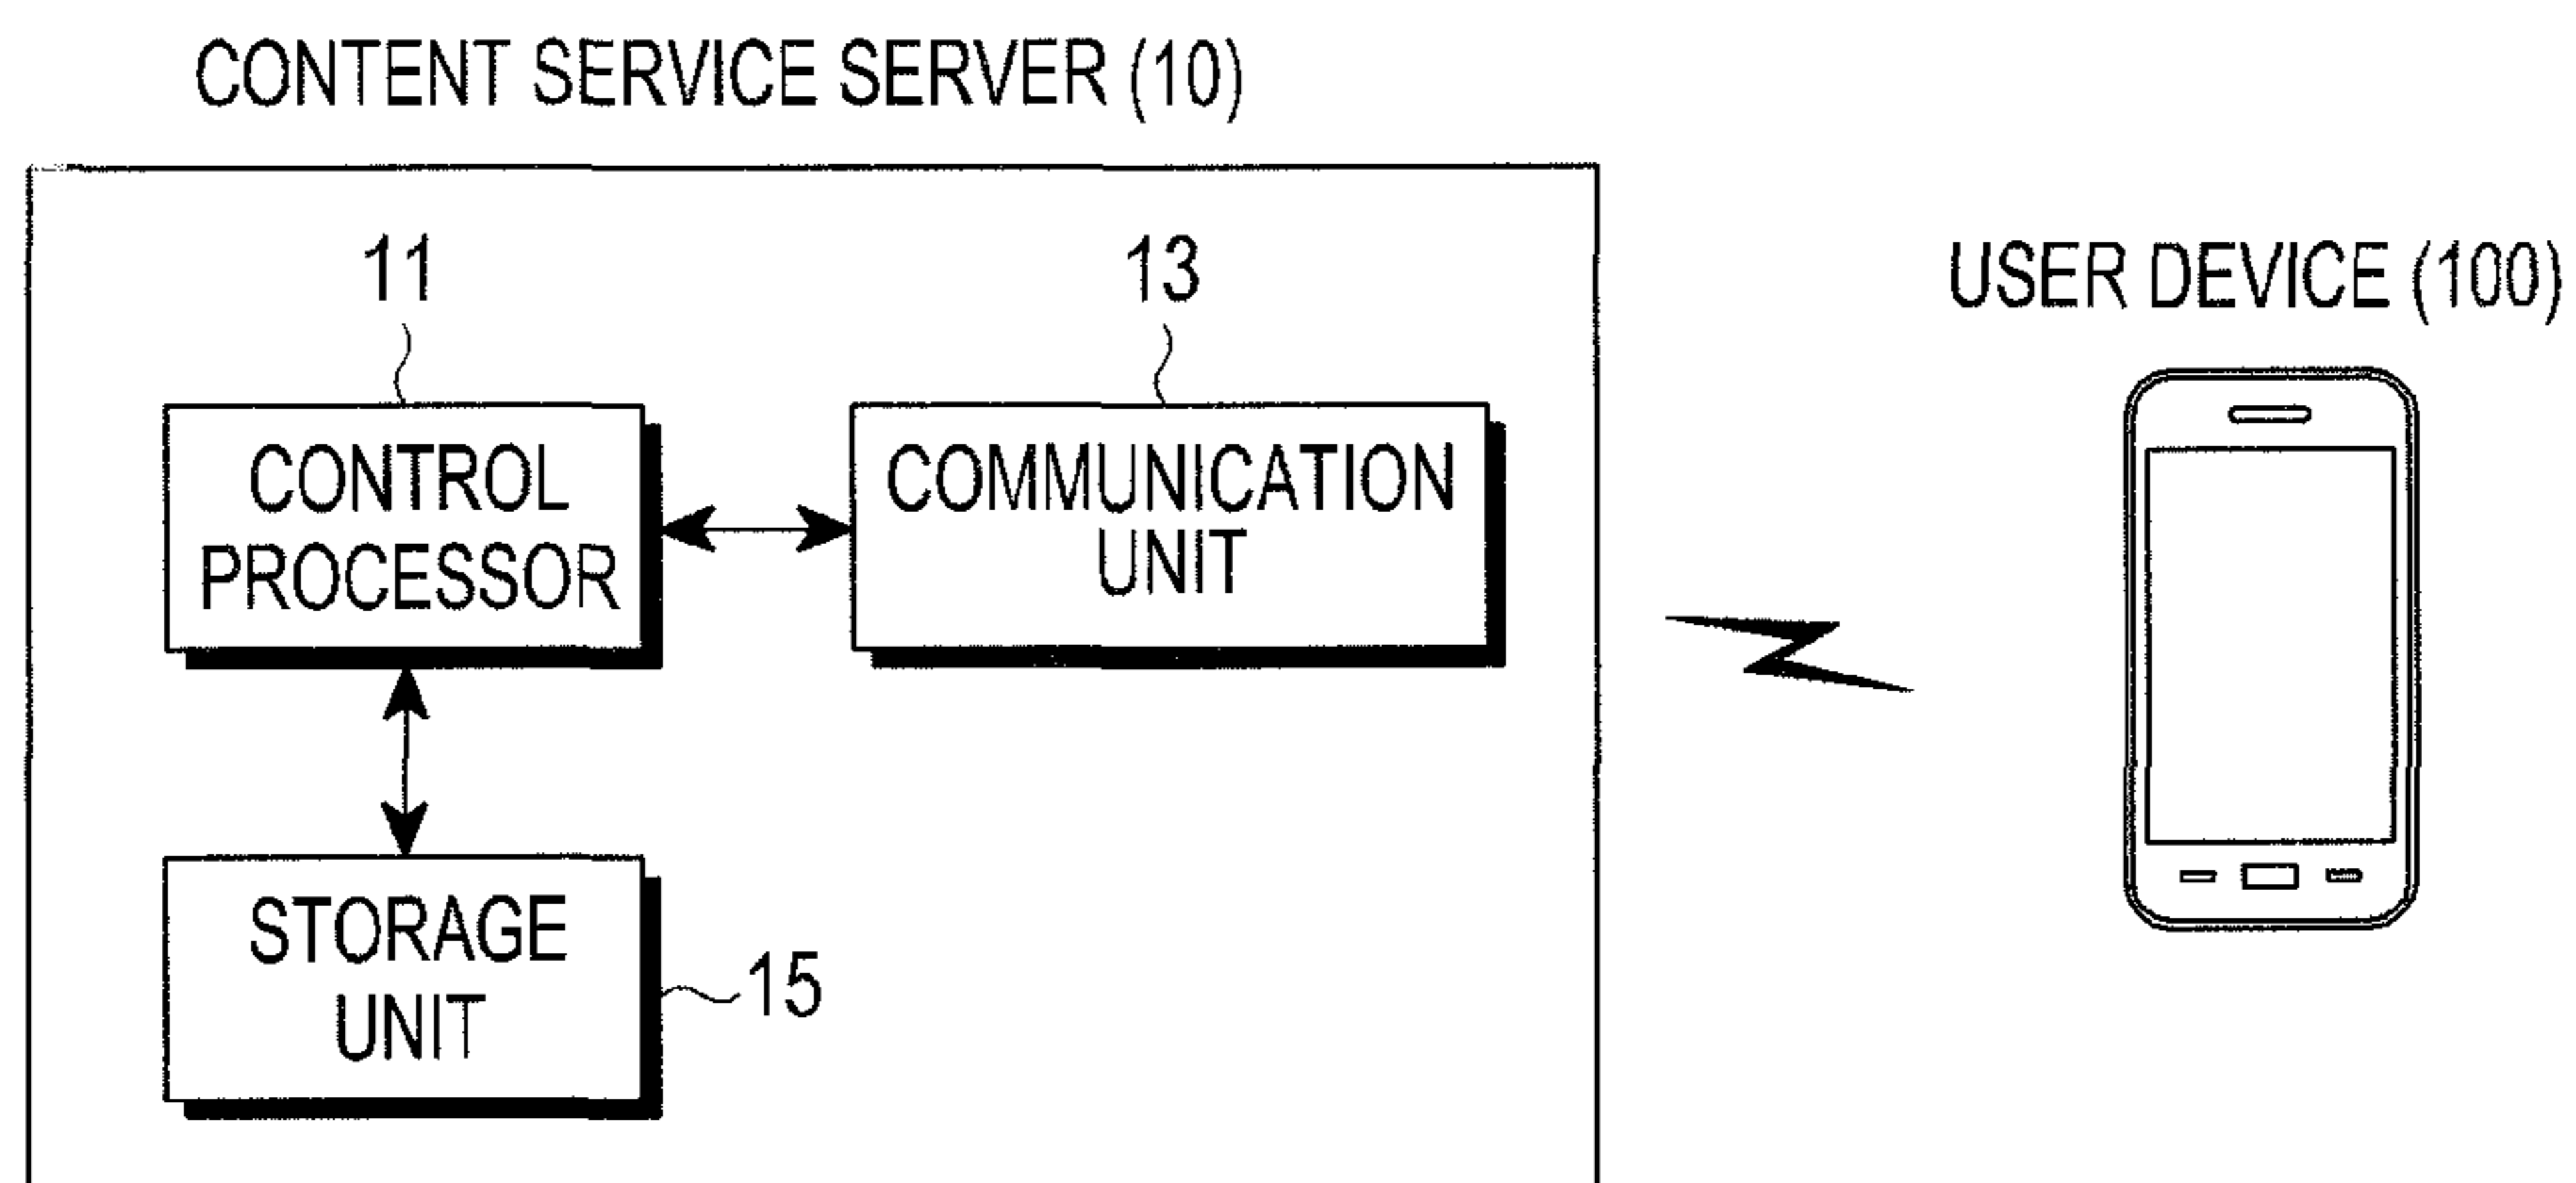 CONTENT SERVICE SERVER (10)
USER DEVICE (100)
11
13
CONTROL
PROCESSOR
COMMUNICATION
UNIT
STORAGE
UNIT
15